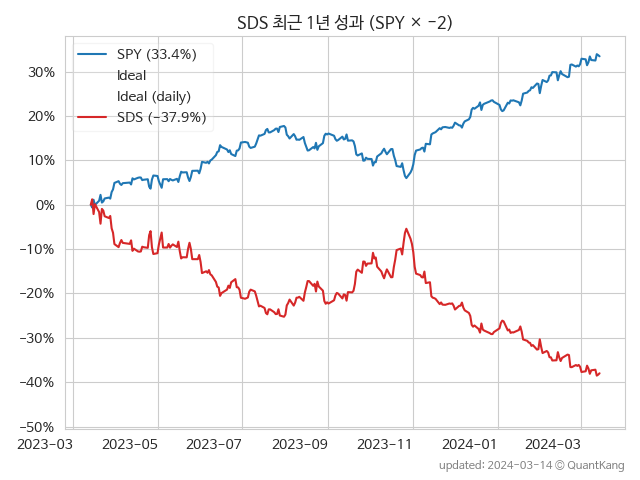 SDS 최근 1년 성과 (SPY × −2)
SPY (33.4%)
Ideal
Ideal (daily)
SDS (−37.9%)
30%
20%
10%
0%
−10%
−20%
−30%
−40%
−50%
2023-03 2023-05 2023-07 2023-09 2023-11 2024-01 2024-03
updated: 2024-03-14 © QuantKang